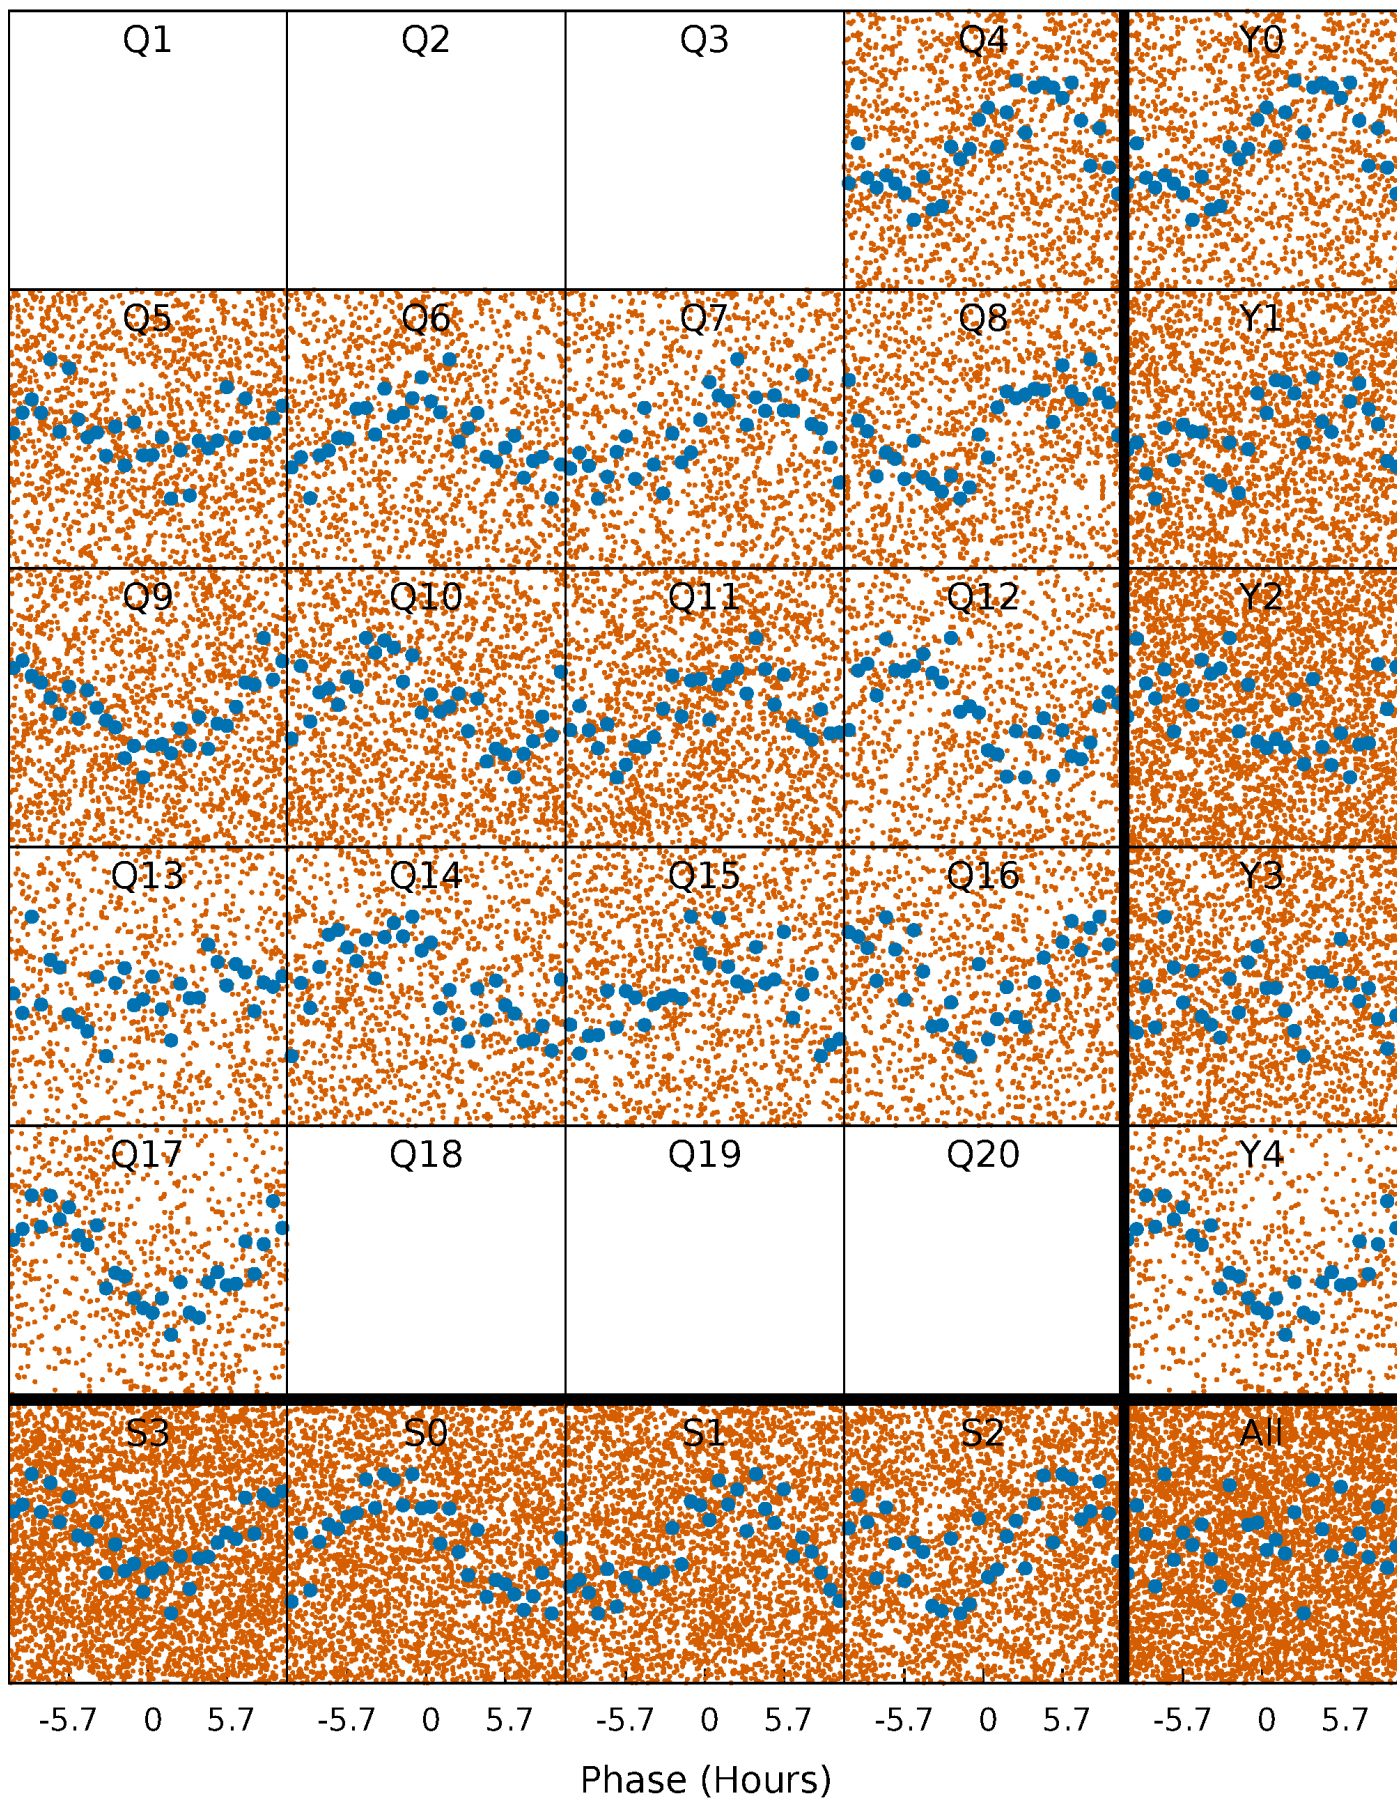 Q1 Q2 Q3 Q4 Y0
Q5 Q6 Q7 Q8 Y1
Q9 Q10 Q11 Q12 Y2
Q13 Q14 Q15 Q16 Y3
Q17 Q18 Q19 Q20 Y4
S3 S0 S1 S2 All
-5.7 0 5.7 -5.7 0 5.7 -5.7 0 5.7 -5.7 0 5.7 -5.7 0 5.7
Phase (Hours)